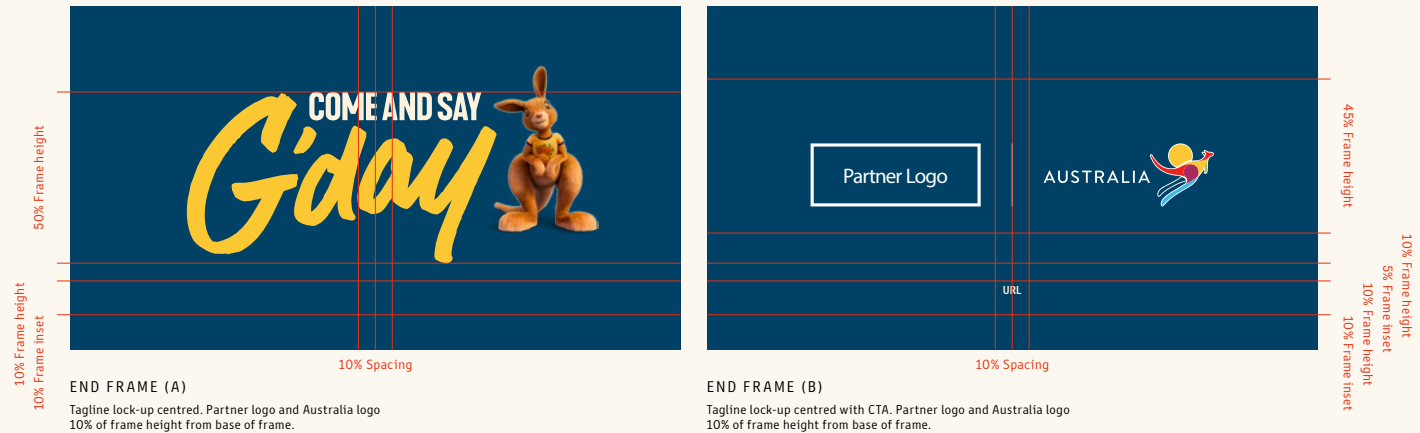 COME AND SAY
G'day
50% Frame height
10% Frame height
10% Frame inset
10% Spacing
END FRAME (A)
Tagline lock-up centred. Partner logo and Australia logo
10% of frame height from base of frame.
Partner Logo
AUSTRALIA
URL
45% Frame height
10% Frame height
5% Frame inset
10% Frame height
10% Frame inset
10% Spacing
END FRAME (B)
Tagline lock-up centred with CTA. Partner logo and Australia logo
10% of frame height from base of frame.